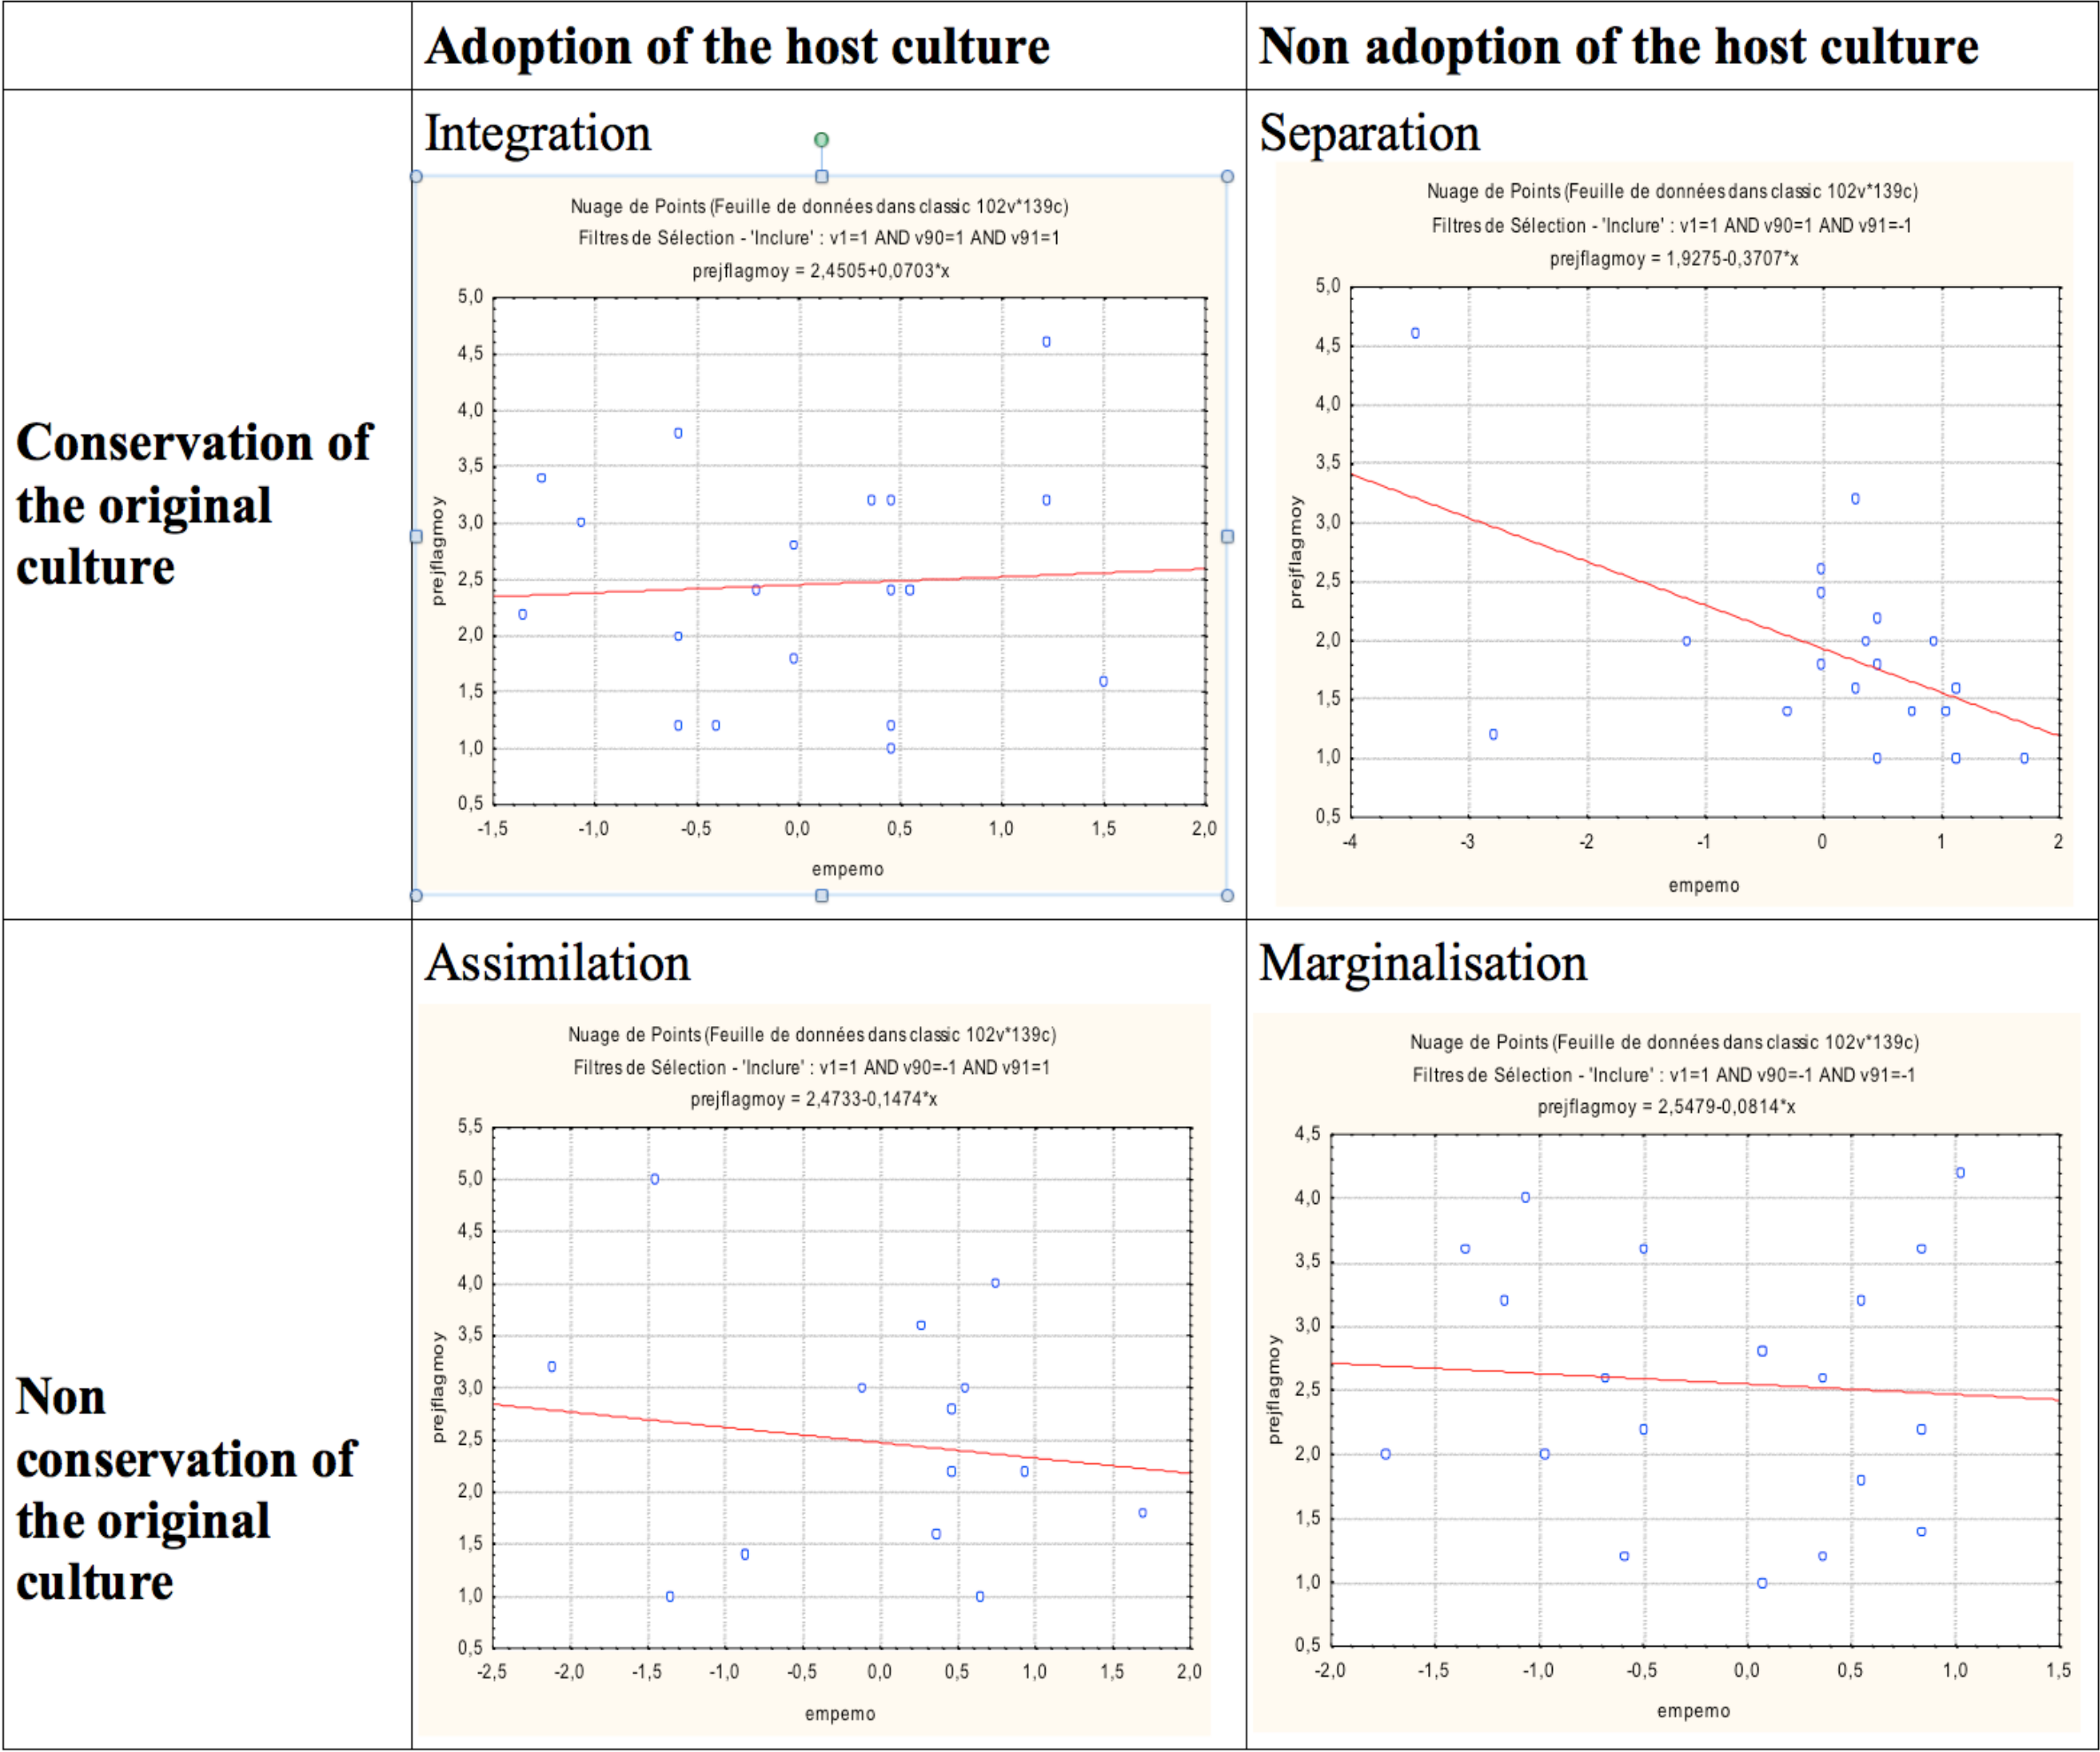 Adoption of the host culture
Non adoption of the host culture
Conservation of
the original
culture
Integration
Nuage de Points (Feuille de données dans classic 102v*139c)
Filtres de Sélection - 'Inclure' : v1=1 AND v90=1 AND v91=1
prejflagmoy = 2,4505+0,0703*x
5,0
4,5
4,0
3,5
3,0
2,5
2,0
1,5
1,0
0,5
prejflagmoy
-1,5 -1,0 -0,5 0,0 0,5 1,0 1,5 2,0
empemo
Separation
Nuage de Points (Feuille de données dans classic 102v*139c)
Filtres de Sélection - 'Inclure' : v1=1 AND v90=1 AND v91=-1
prejflagmoy = 1,9275-0,3707*x
5,0
4,5
4,0
3,5
3,0
2,5
2,0
1,5
1,0
0,5
prejflagmoy
-4 -3 -2 -1 0 1 2
empemo
Non
conservation of
the original
culture
Assimilation
Nuage de Points (Feuille de données dans classic 102v*139c)
Filtres de Sélection - 'Inclure' : v1=1 AND v90=-1 AND v91=1
prejflagmoy = 2,4733-0,1474*x
5,5
5,0
4,5
4,0
3,5
3,0
2,5
2,0
1,5
1,0
0,5
prejflagmoy
-2,5 -2,0 -1,5 -1,0 -0,5 0,0 0,5 1,0 1,5 2,0
empemo
Marginalisation
Nuage de Points (Feuille de données dans classic 102v*139c)
Filtres de Sélection - 'Inclure' : v1=1 AND v90=-1 AND v91=-1
prejflagmoy = 2,5479-0,0814*x
4,5
4,0
3,5
3,0
2,5
2,0
1,5
1,0
0,5
prejflagmoy
-2,0 -1,5 -1,0 -0,5 0,0 0,5 1,0 1,5
empemo